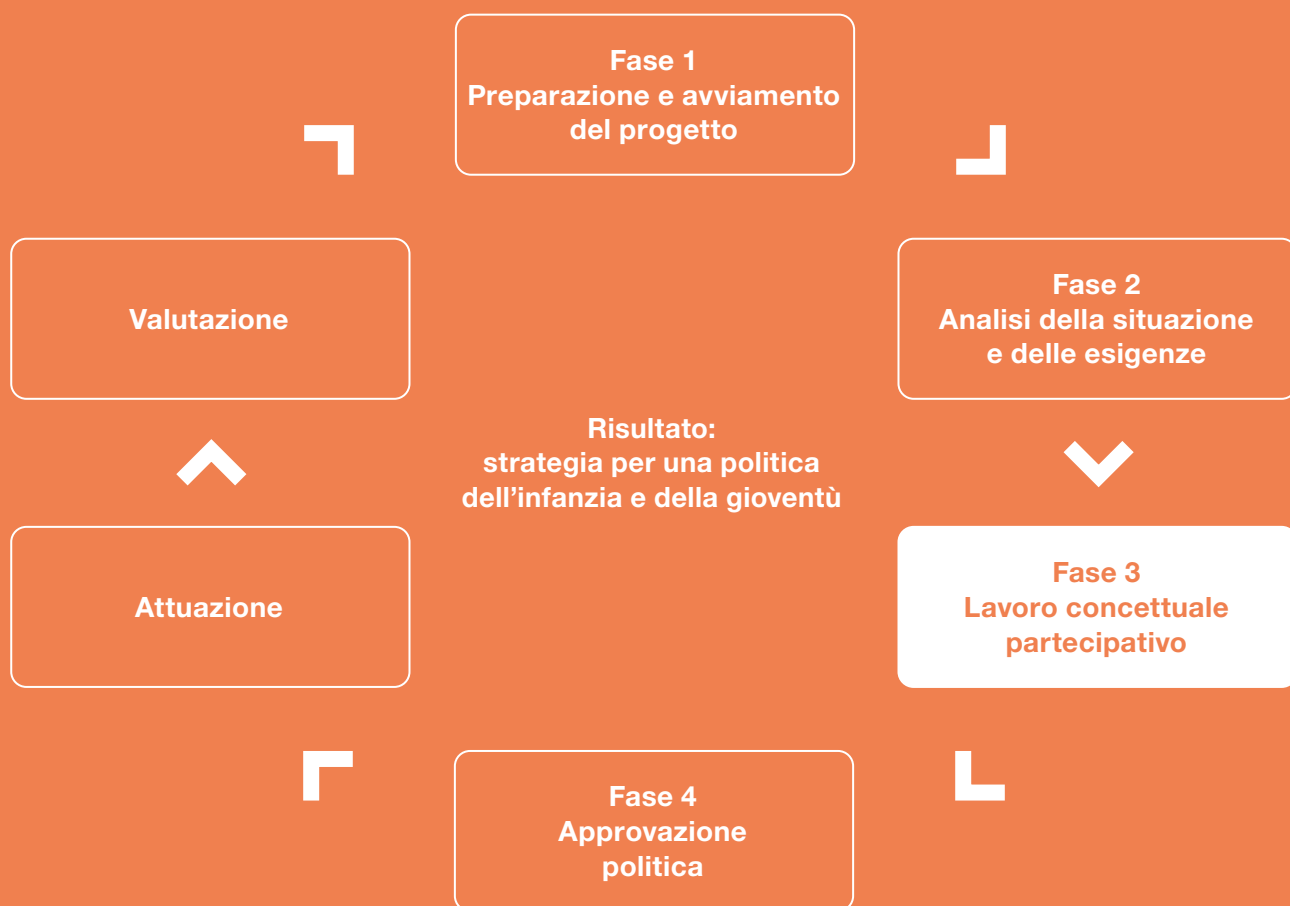 Fase 1
Preparazione e avviamento
del progetto
Valutazione
Fase 2
Analisi della situazione
e delle esigenze
Risultato:
strategia per una politica
dell’infanzia e della gioventù
Attuazione
Fase 3
Lavoro concettuale
partecipativo
Fase 4
Approvazione
politica